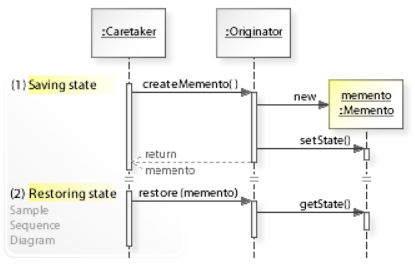 :Caretaker
:Originator
(1) Saving state
createMemento( )
new
memento
:Memento
setState()
return
memento
(2) Restoring state
restore (memento)
getState()
Sample
Sequence
Diagram